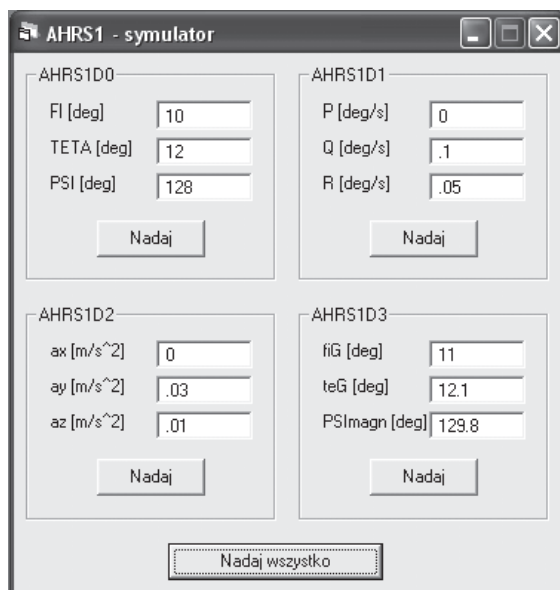 AHRS1 - symulator
AHRS1D0
FI [deg] 10
TETA [deg] 12
PSI [deg] 128
Nadaj
AHRS1D1
P [deg/s] 0
Q [deg/s] .1
R [deg/s] .05
Nadaj
AHRS1D2
ax [m/s^2] 0
ay [m/s^2] .03
az [m/s^2] .01
Nadaj
AHRS1D3
fiG [deg] 11
teG [deg] 12.1
PSImagn [deg] 129.8
Nadaj
Nadaj wszystko